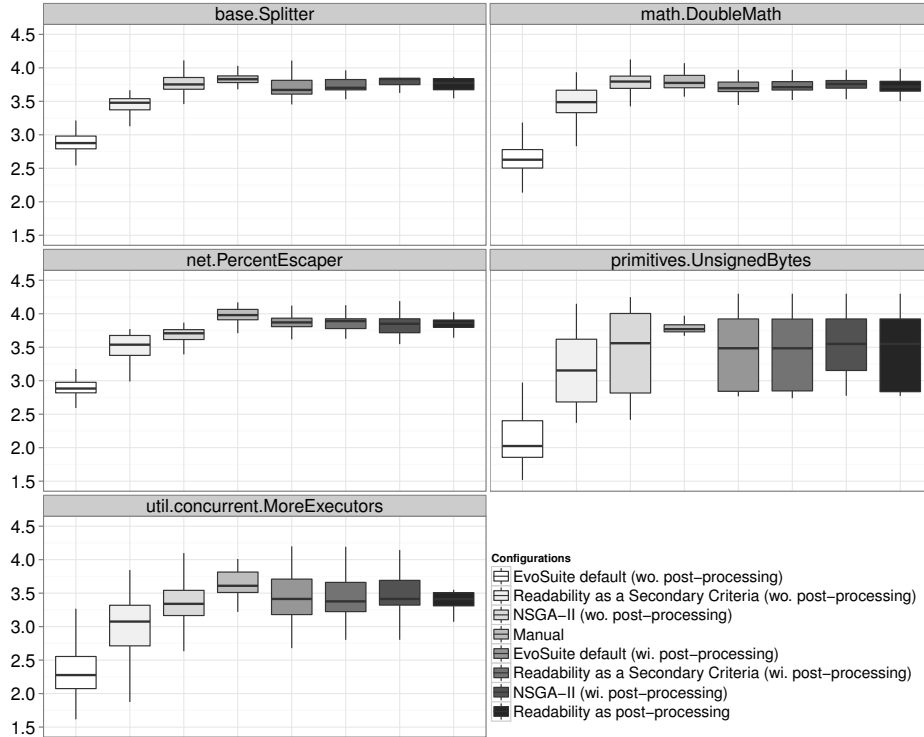 base.Splitter
math.DoubleMath
4.5
4.0
3.5
3.0
2.5
2.0
1.5
net.PercentEscaper
primitives.UnsignedBytes
4.5
4.0
3.5
3.0
2.5
2.0
1.5
util.concurrent.MoreExecutors
4.5
4.0
3.5
3.0
2.5
2.0
1.5
Configurations
EvoSuite default (wo. post−processing)
Readability as a Secondary Criteria (wo. post−processing)
NSGA−II (wo. post−processing)
Manual
EvoSuite default (wi. post−processing)
Readability as a Secondary Criteria (wi. post−processing)
NSGA−II (wi. post−processing)
Readability as post−processing